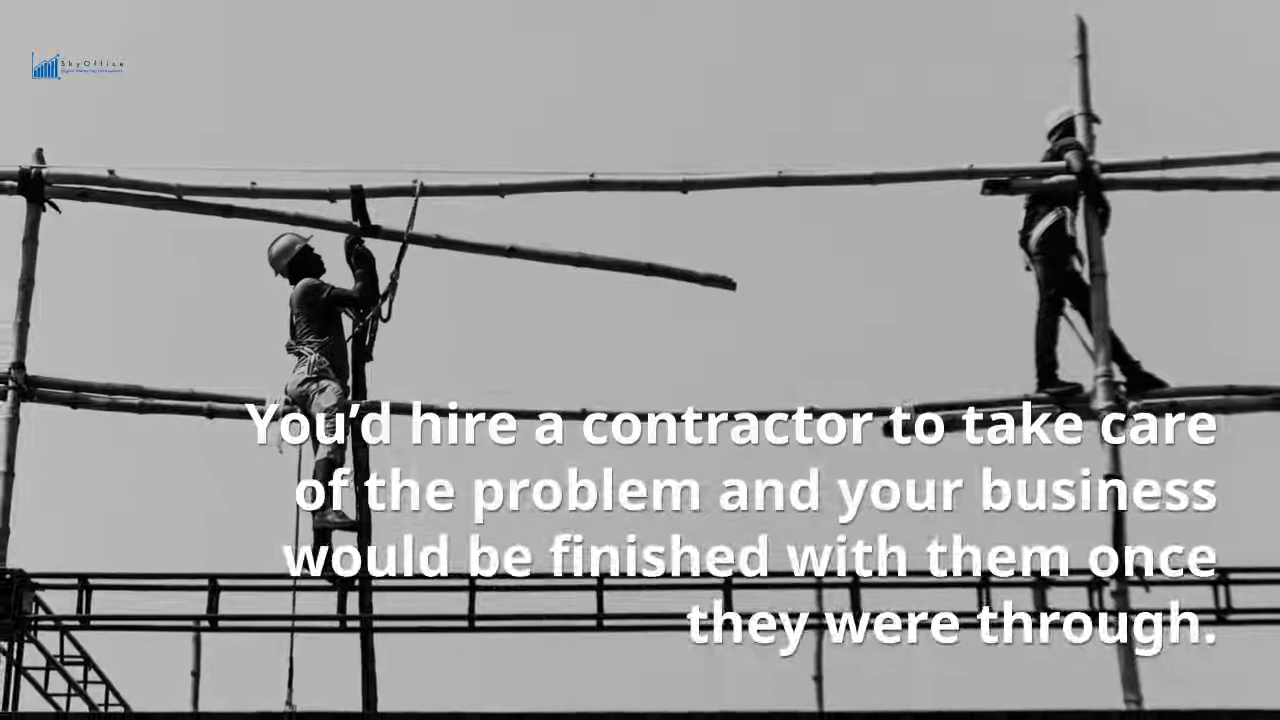 SkyOffice
You’d hire a contractor to take care
of the problem and your business
would be finished with them once
they were through.